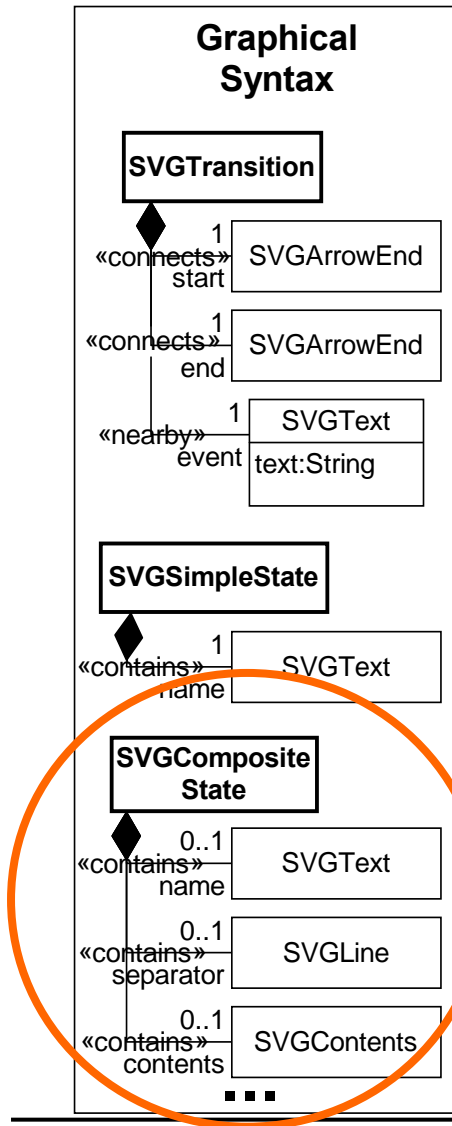 Graphical
Syntax
SVGTransition
1
«connects»
start
SVGArrowEnd
1
«connects»
end
SVGArrowEnd
1
«nearby»
event
SVGText
text:String
SVGSimpleState
1
«contains»
name
SVGText
SVGComposite
State
0..1
«contains»
name
SVGText
0..1
«contains»
separator
SVGLine
0..1
«contains»
contents
SVGContents
...